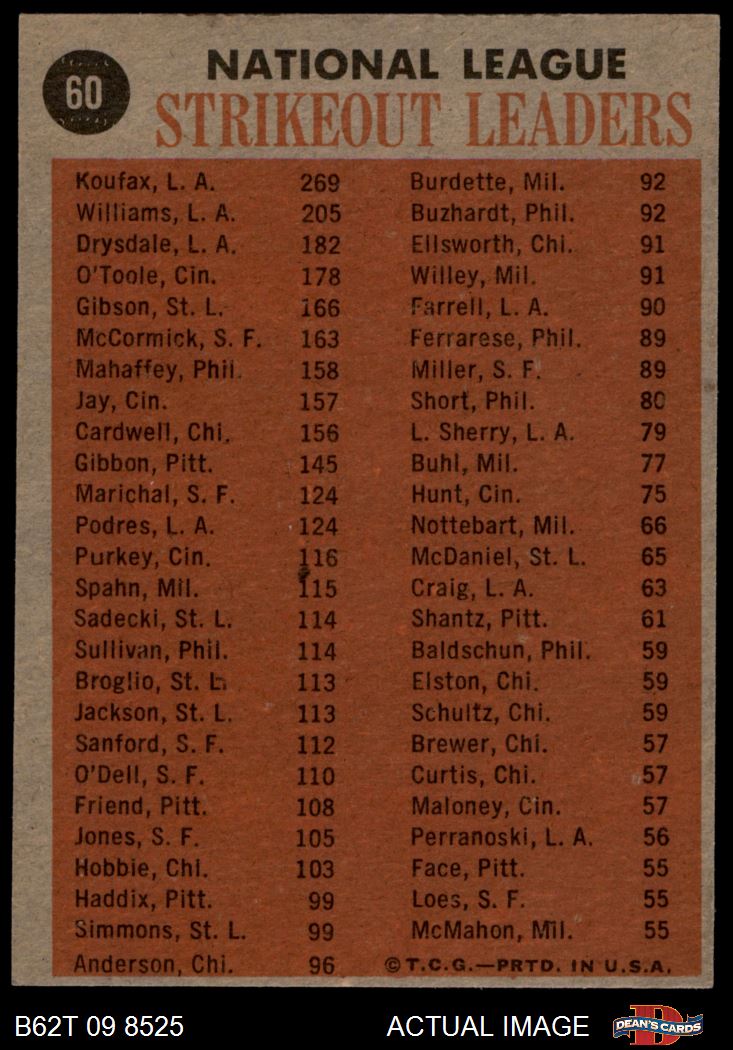 60
NATIONAL LEAGUE
STRIKEOUT LEADERS
Koufax, L. A. 269
Williams, L. A. 205
Drysdale, L. A. 182
O'Toole, Cin. 178
Gibson, St. L. 166
McCormick, S. F. 163
Mahaffey, Phil. 158
Jay, Cin. 157
Cardwell, Chi. 156
Gibbon, Pitt. 145
Marichal, S. F. 124
Podres, L. A. 124
Purkey, Cin. 116
Spahn, Mil. 115
Sadecki, St. L. 114
Sullivan, Phil. 114
Broglio, St. L. 113
Jackson, St. L. 113
Sanford, S. F. 112
O'Dell, S. F. 110
Friend, Pitt. 108
Jones, S. F. 105
Hobbie, Chi. 103
Haddix, Pitt. 99
Simmons, St. L. 99
Anderson, Chi. 96
Burdette, Mil. 92
Buzhardt, Phil. 92
Ellsworth, Chi. 91
Willey, Mil. 91
Farrell, L. A. 90
Ferrarese, Phil. 89
Miller, S. F. 89
Short, Phil. 80
L. Sherry, L. A. 79
Buhl, Mil. 77
Hunt, Cin. 75
Nottebart, Mil. 66
McDaniel, St. L. 65
Craig, L. A. 63
Shantz, Pitt. 61
Baldschun, Phil. 59
Elston, Chi. 59
Schultz, Chi. 59
Brewer, Chi. 57
Curtis, Chi. 57
Maloney, Cin. 57
Perranoski, L. A. 56
Face, Pitt. 55
Loes, S. F. 55
McMahon, Mil. 55
© T.C.G.—PRTD. IN U.S.A.
B62T 09 8525
ACTUAL IMAGE
D
DEAN'S CARDS